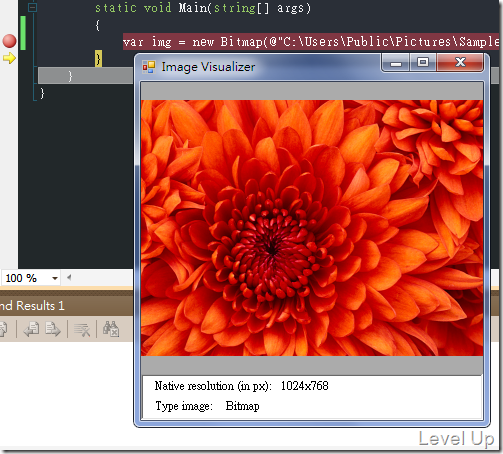 static void Main(string[] args)
{
var img = new Bitmap(@"C:\Users\Public\Pictures\Sample
}
}
}
Image Visualizer
100 %
nd Results 1
Native resolution (in px): 1024x768
Type image: Bitmap
Level Up